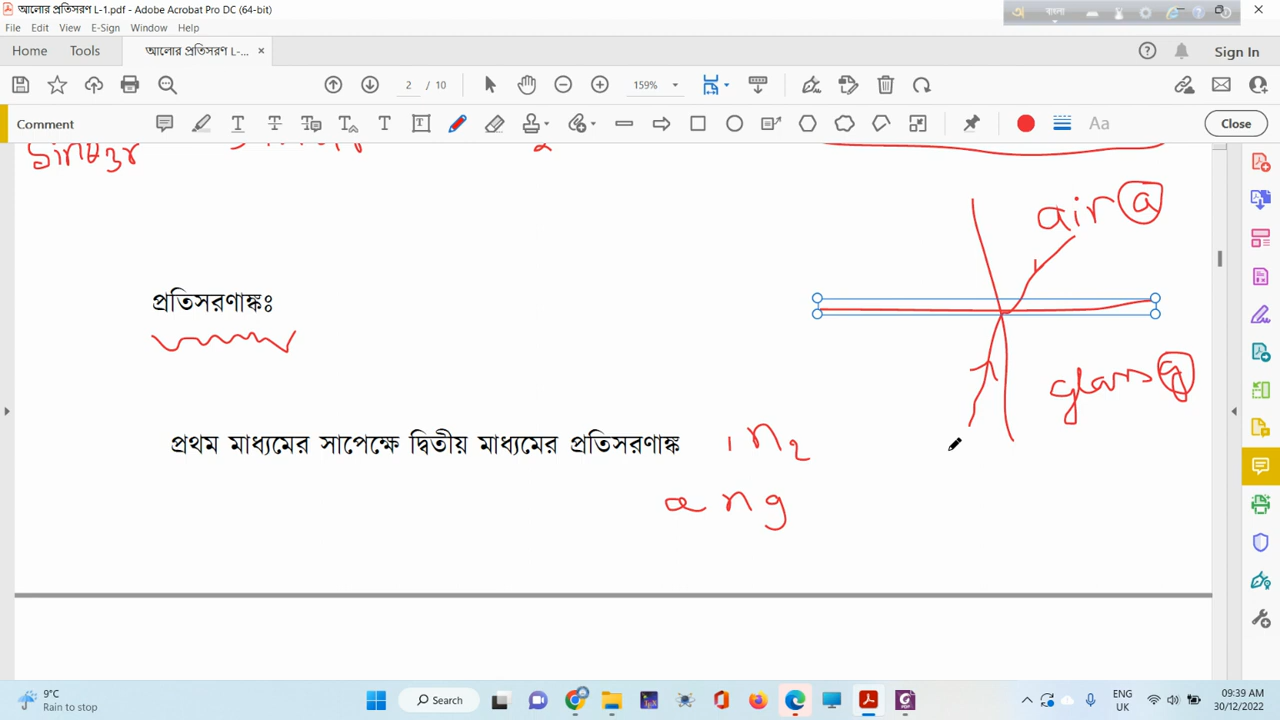 আলোর প্রতিসরণ L-1.pdf - Adobe Acrobat Pro DC (64-bit)
বাংলা
File Edit View E-Sign Window Help
Home Tools আলোর প্রতিসরণ L-... × Sign In
2 / 10 159%
Comment Aa Close
air a
প্রতিসরণাঙ্কঃ
glass g
প্রথম মাধ্যমের সাপেক্ষে দ্বিতীয় মাধ্যমের প্রতিসরণাঙ্ক 1n2
a n g
9°C
Rain to stop
Search
ENG
UK
09:39 AM
30/12/2022